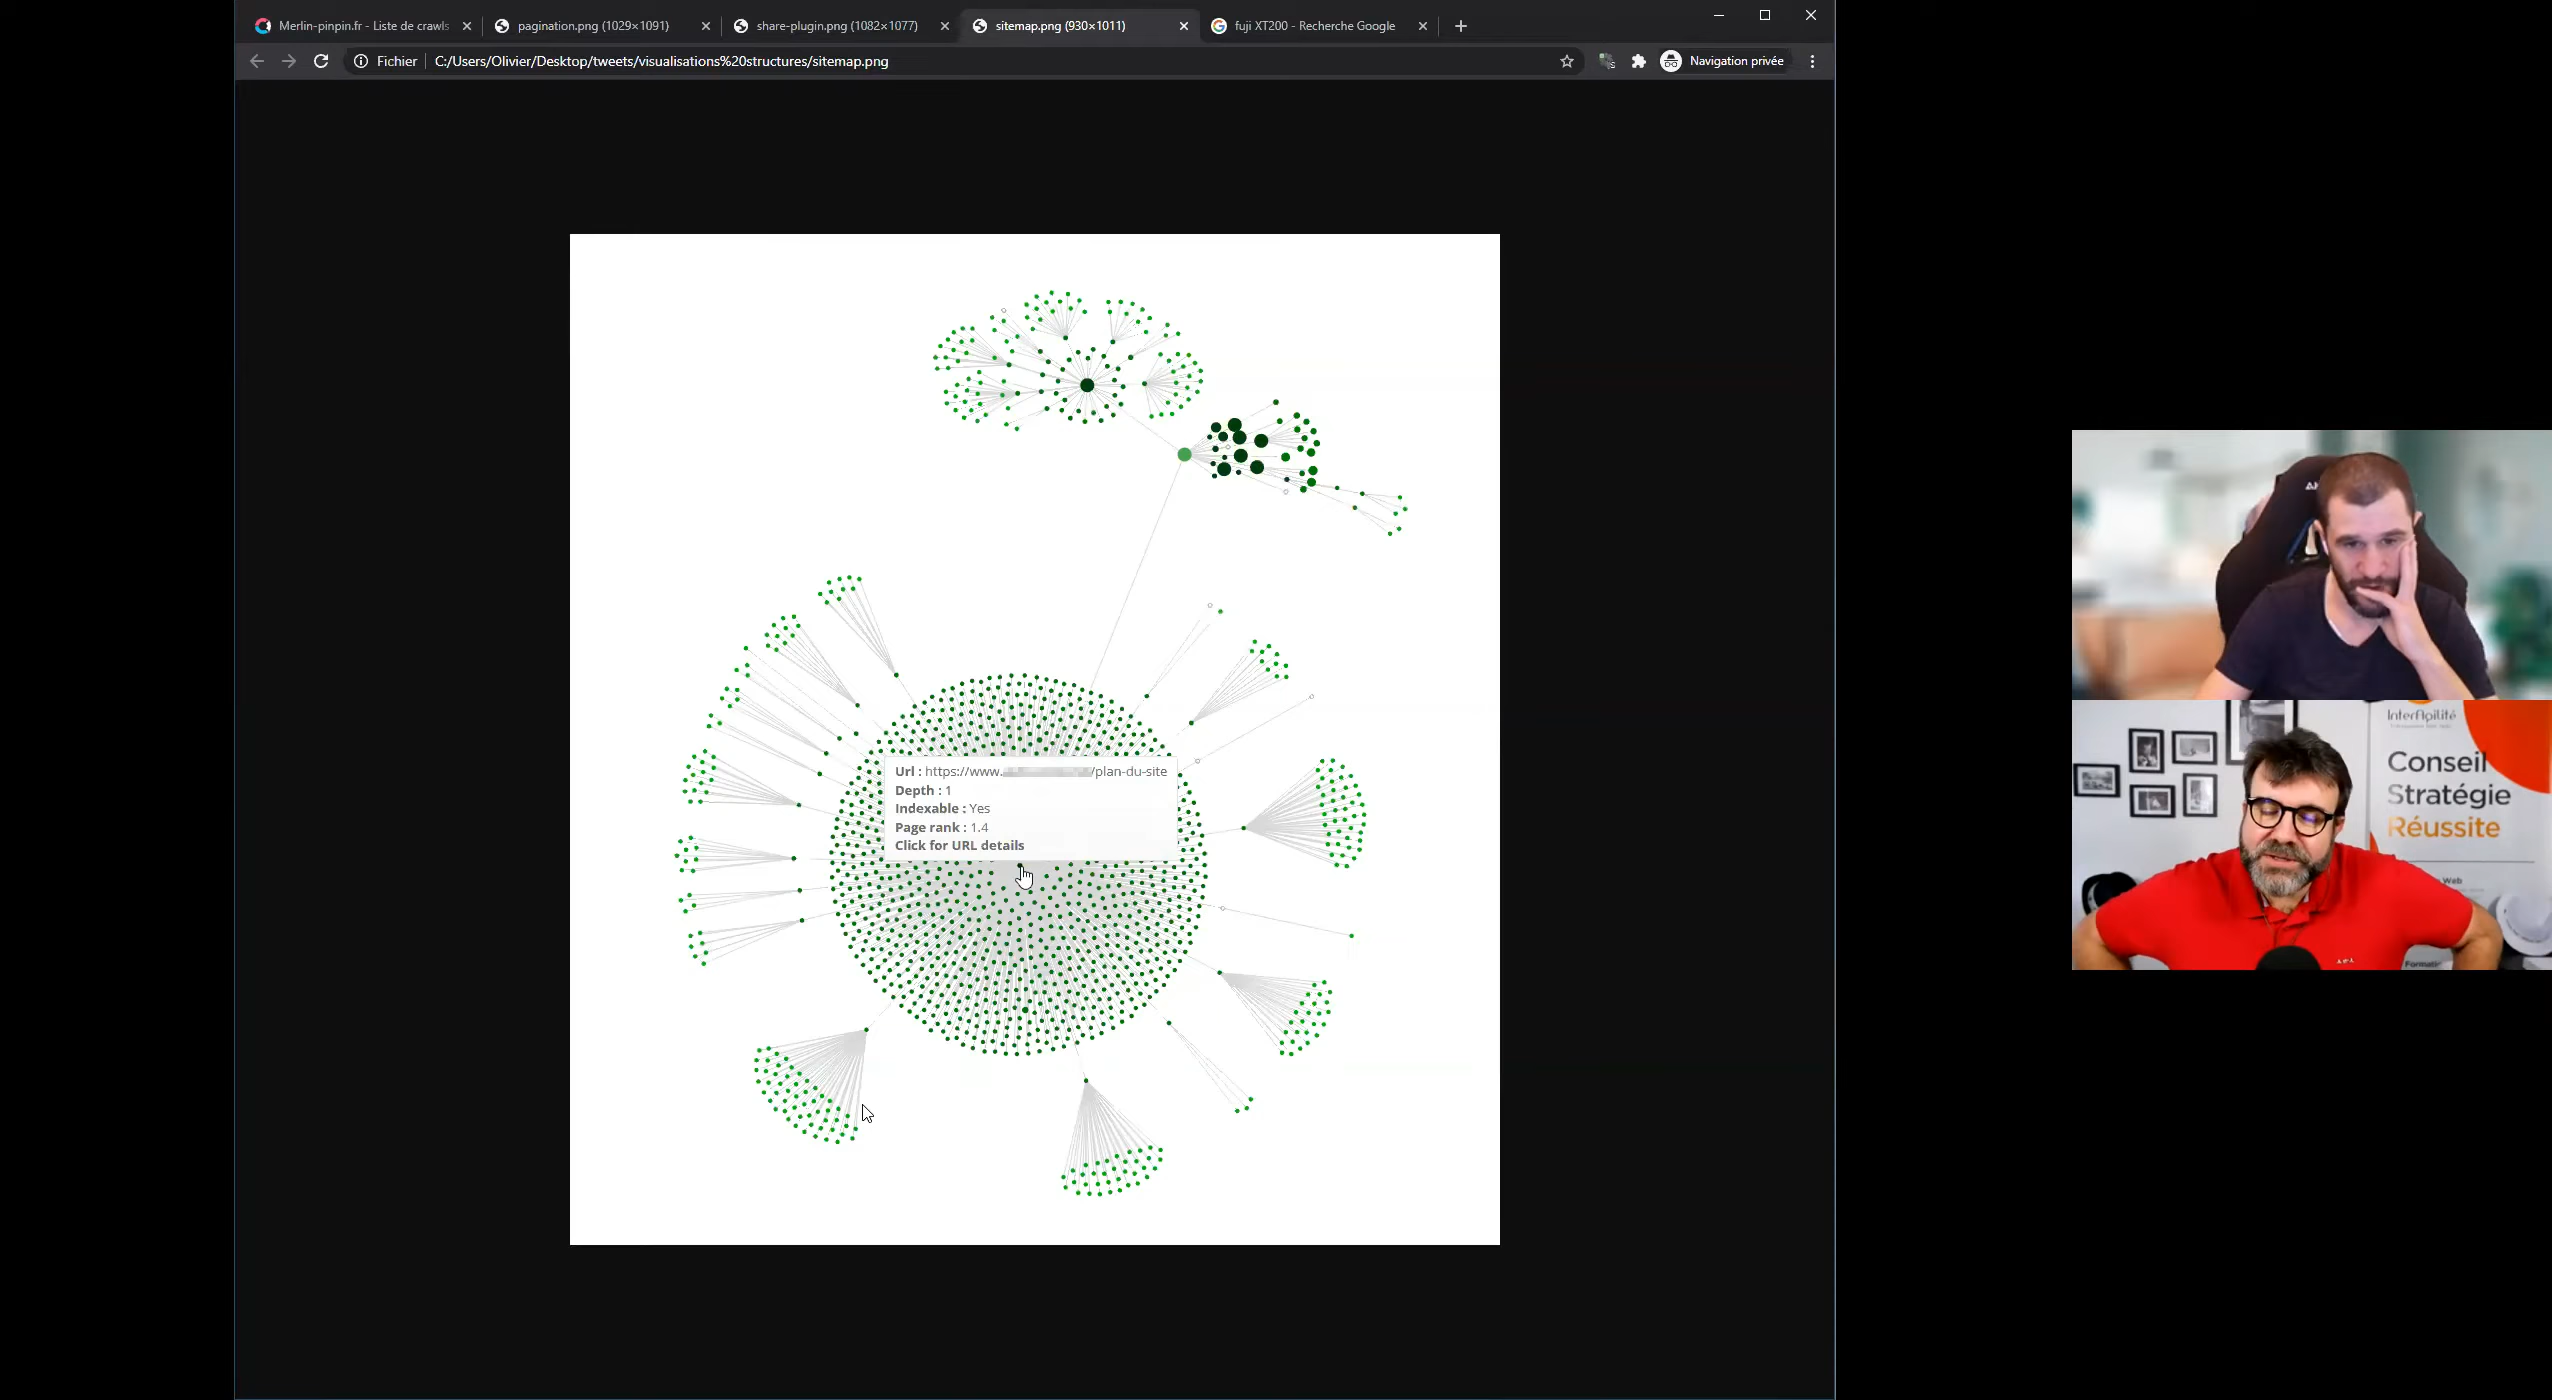 Merlin-pinpin.fr - Liste de crawls
pagination.png (1029×1091)
share-plugin.png (1082×1077)
sitemap.png (930×1011)
fuji XT200 - Recherche Google
Fichier
C:/Users/Olivier/Desktop/tweets/visualisations%20structures/sitemap.png
Navigation privée
Url : https://www. /plan-du-site
Depth : 1
Indexable : Yes
Page rank : 1.4
Click for URL details
InterAgilité
Conseil
Stratégie
Réussite
Web